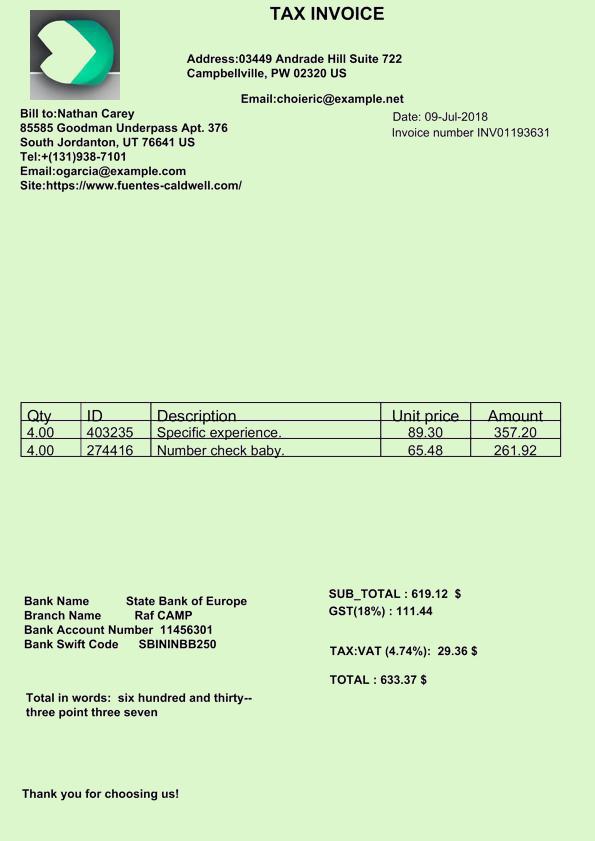 TAX INVOICE
Address:03449 Andrade Hill Suite 722
Campbellville, PW 02320 US
Email:choieric@example.net
Bill to:Nathan Carey
85585 Goodman Underpass Apt. 376
South Jordanton, UT 76641 US
Tel:+(131)938-7101
Email:ogarcia@example.com
Site:https://www.fuentes-caldwell.com/
Date: 09-Jul-2018
Invoice number INV01193631
Qty ID Description Unit price Amount
4.00 403235 Specific experience. 89.30 357.20
4.00 274416 Number check baby. 65.48 261.92
Bank Name State Bank of Europe
Branch Name Raf CAMP
Bank Account Number 11456301
Bank Swift Code SBININBB250
SUB_TOTAL : 619.12 $
GST(18%) : 111.44
TAX:VAT (4.74%): 29.36 $
TOTAL : 633.37 $
Total in words: six hundred and thirty--
three point three seven
Thank you for choosing us!